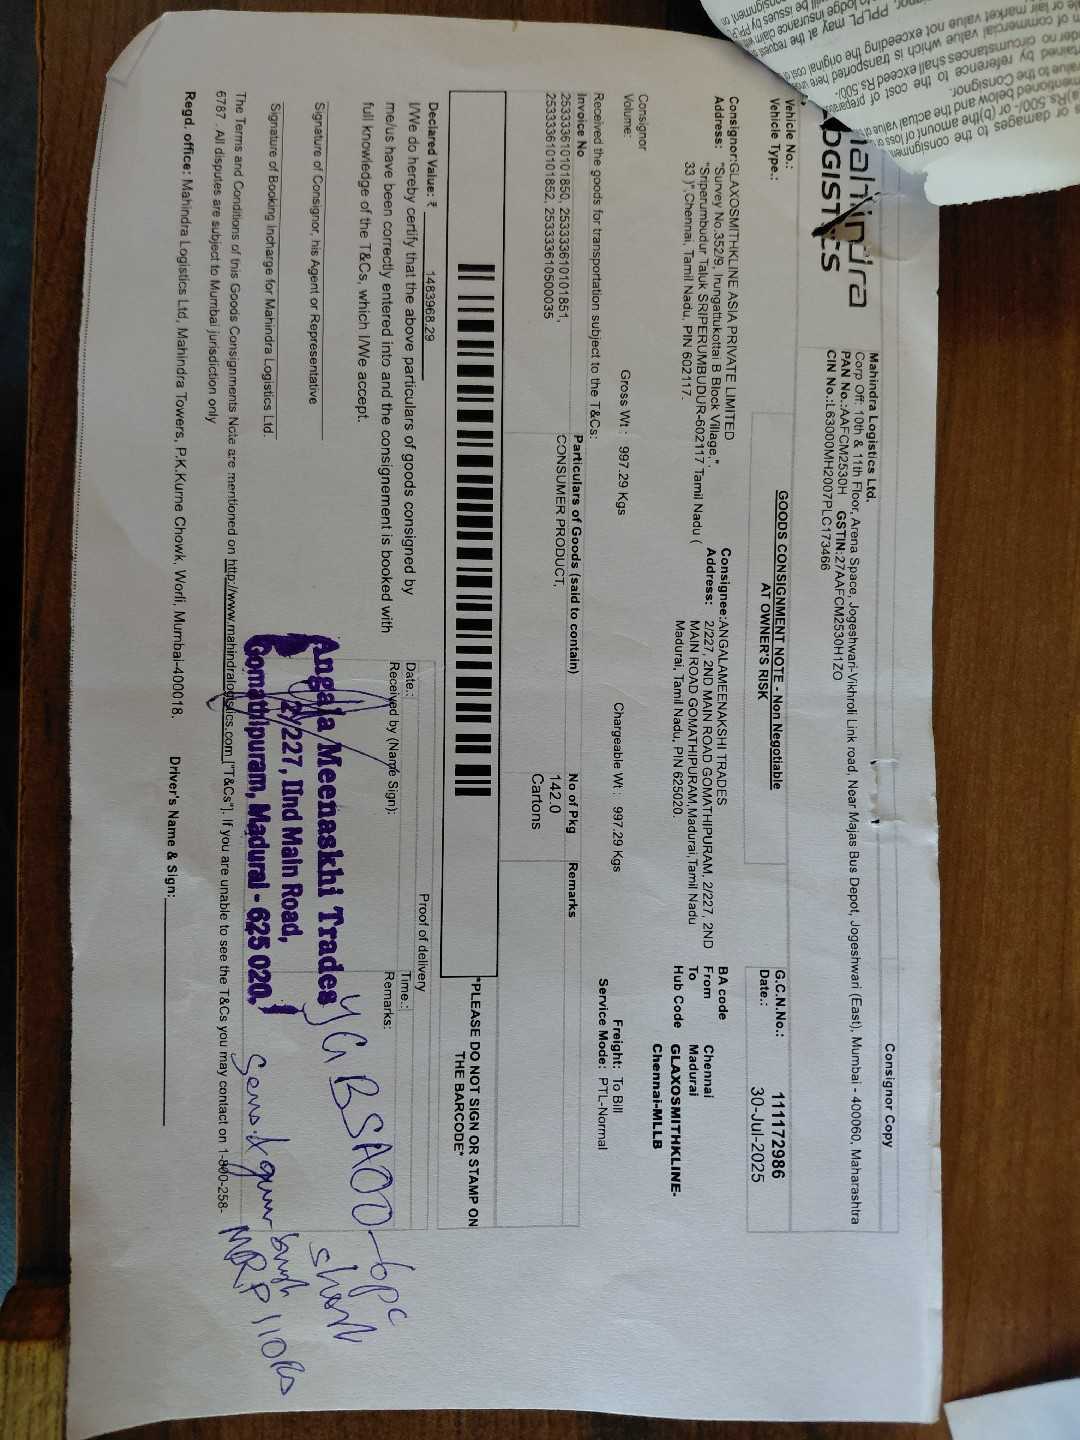 Consignor Copy
Mahindra Logistics Ltd.
Corp Off: 10th & 11th Floor, Arena Space, Jogeshwari-Vikhroli Link road, Near Majas Bus Depot, Jogeshwari (East), Mumbai - 400060, Maharashtra
PAN No.:AAFCM2530H GSTIN:27AAFCM2530H1ZO
CIN No.:L63000MH2007PLC173466
GOODS CONSIGNMENT NOTE - Non Negotiable
AT OWNER'S RISK
G.C.N.No.: 111172986
Date.: 30-Jul-2025
Vehicle No.:
Vehicle Type.:
Consignor:GLAXOSMITHKLINE ASIA PRIVATE LIMITED
Address: "Survey No.352/9, Irungattukottai B Block Village,",
"Sriperumbudur Taluk SRIPERUMBUDUR-602117 Tamil Nadu (
33 )",Chennai, Tamil Nadu, PIN 602117.
Consignee:ANGALAMEENAKSHI TRADES
Address: 2/227, 2ND MAIN ROAD GOMATHIPURAM, 2/227, 2ND
MAIN ROAD GOMATHIPURAM,Madurai,Tamil Nadu
Madurai, Tamil Nadu, PIN 625020.
BA code
From Chennai
To Madurai
Hub Code GLAXOSMITHKLINE-
Chennai-MLLB
Consignor
Volume:
Gross Wt : 997.29 Kgs
Chargeable Wt : 997.29 Kgs
Freight: To Bill
Service Mode: PTL-Normal
Received the goods for transportation subject to the T&Cs:
Invoice No
2533336101018​50, 253333610101851,
253333610101852, 253333610500035
Particulars of Goods (said to contain)
CONSUMER PRODUCT,
No of Pkg
142.0
Cartons
Remarks
"PLEASE DO NOT SIGN OR STAMP ON
THE BARCODE"
Declared Value: ₹ 1483968.29
I/We do hereby certify that the above particulars of goods consigned by
me/us have been correctly entered into and the consignement is booked with
full knowledge of the T&Cs, which I/We accept.
Proof of delivery
Date.:
Time.:
Received by (Name Sign):
Remarks:
Signature of Consignor, his Agent or Representative
Signature of Booking Incharge for Mahindra Logistics Ltd.
Angala Meenaskhi Trades
2/227, IInd Main Road,
Gomathipuram, Madurai - 625 020.
BSAOO-6pc
short
MRP 110Rs
The Terms and Conditions of this Goods Consignments Note are mentioned on http://www.mahindralogistics.com ["T&Cs"]. If you are unable to see the T&Cs you may contact on 1-800-258-
6787 . All disputes are subject to Mumbai jurisdiction only
Regd. office: Mahindra Logistics Ltd, Mahindra Towers, P.K.Kurne Chowk, Worli, Mumbai-400018.
Driver's Name & Sign: